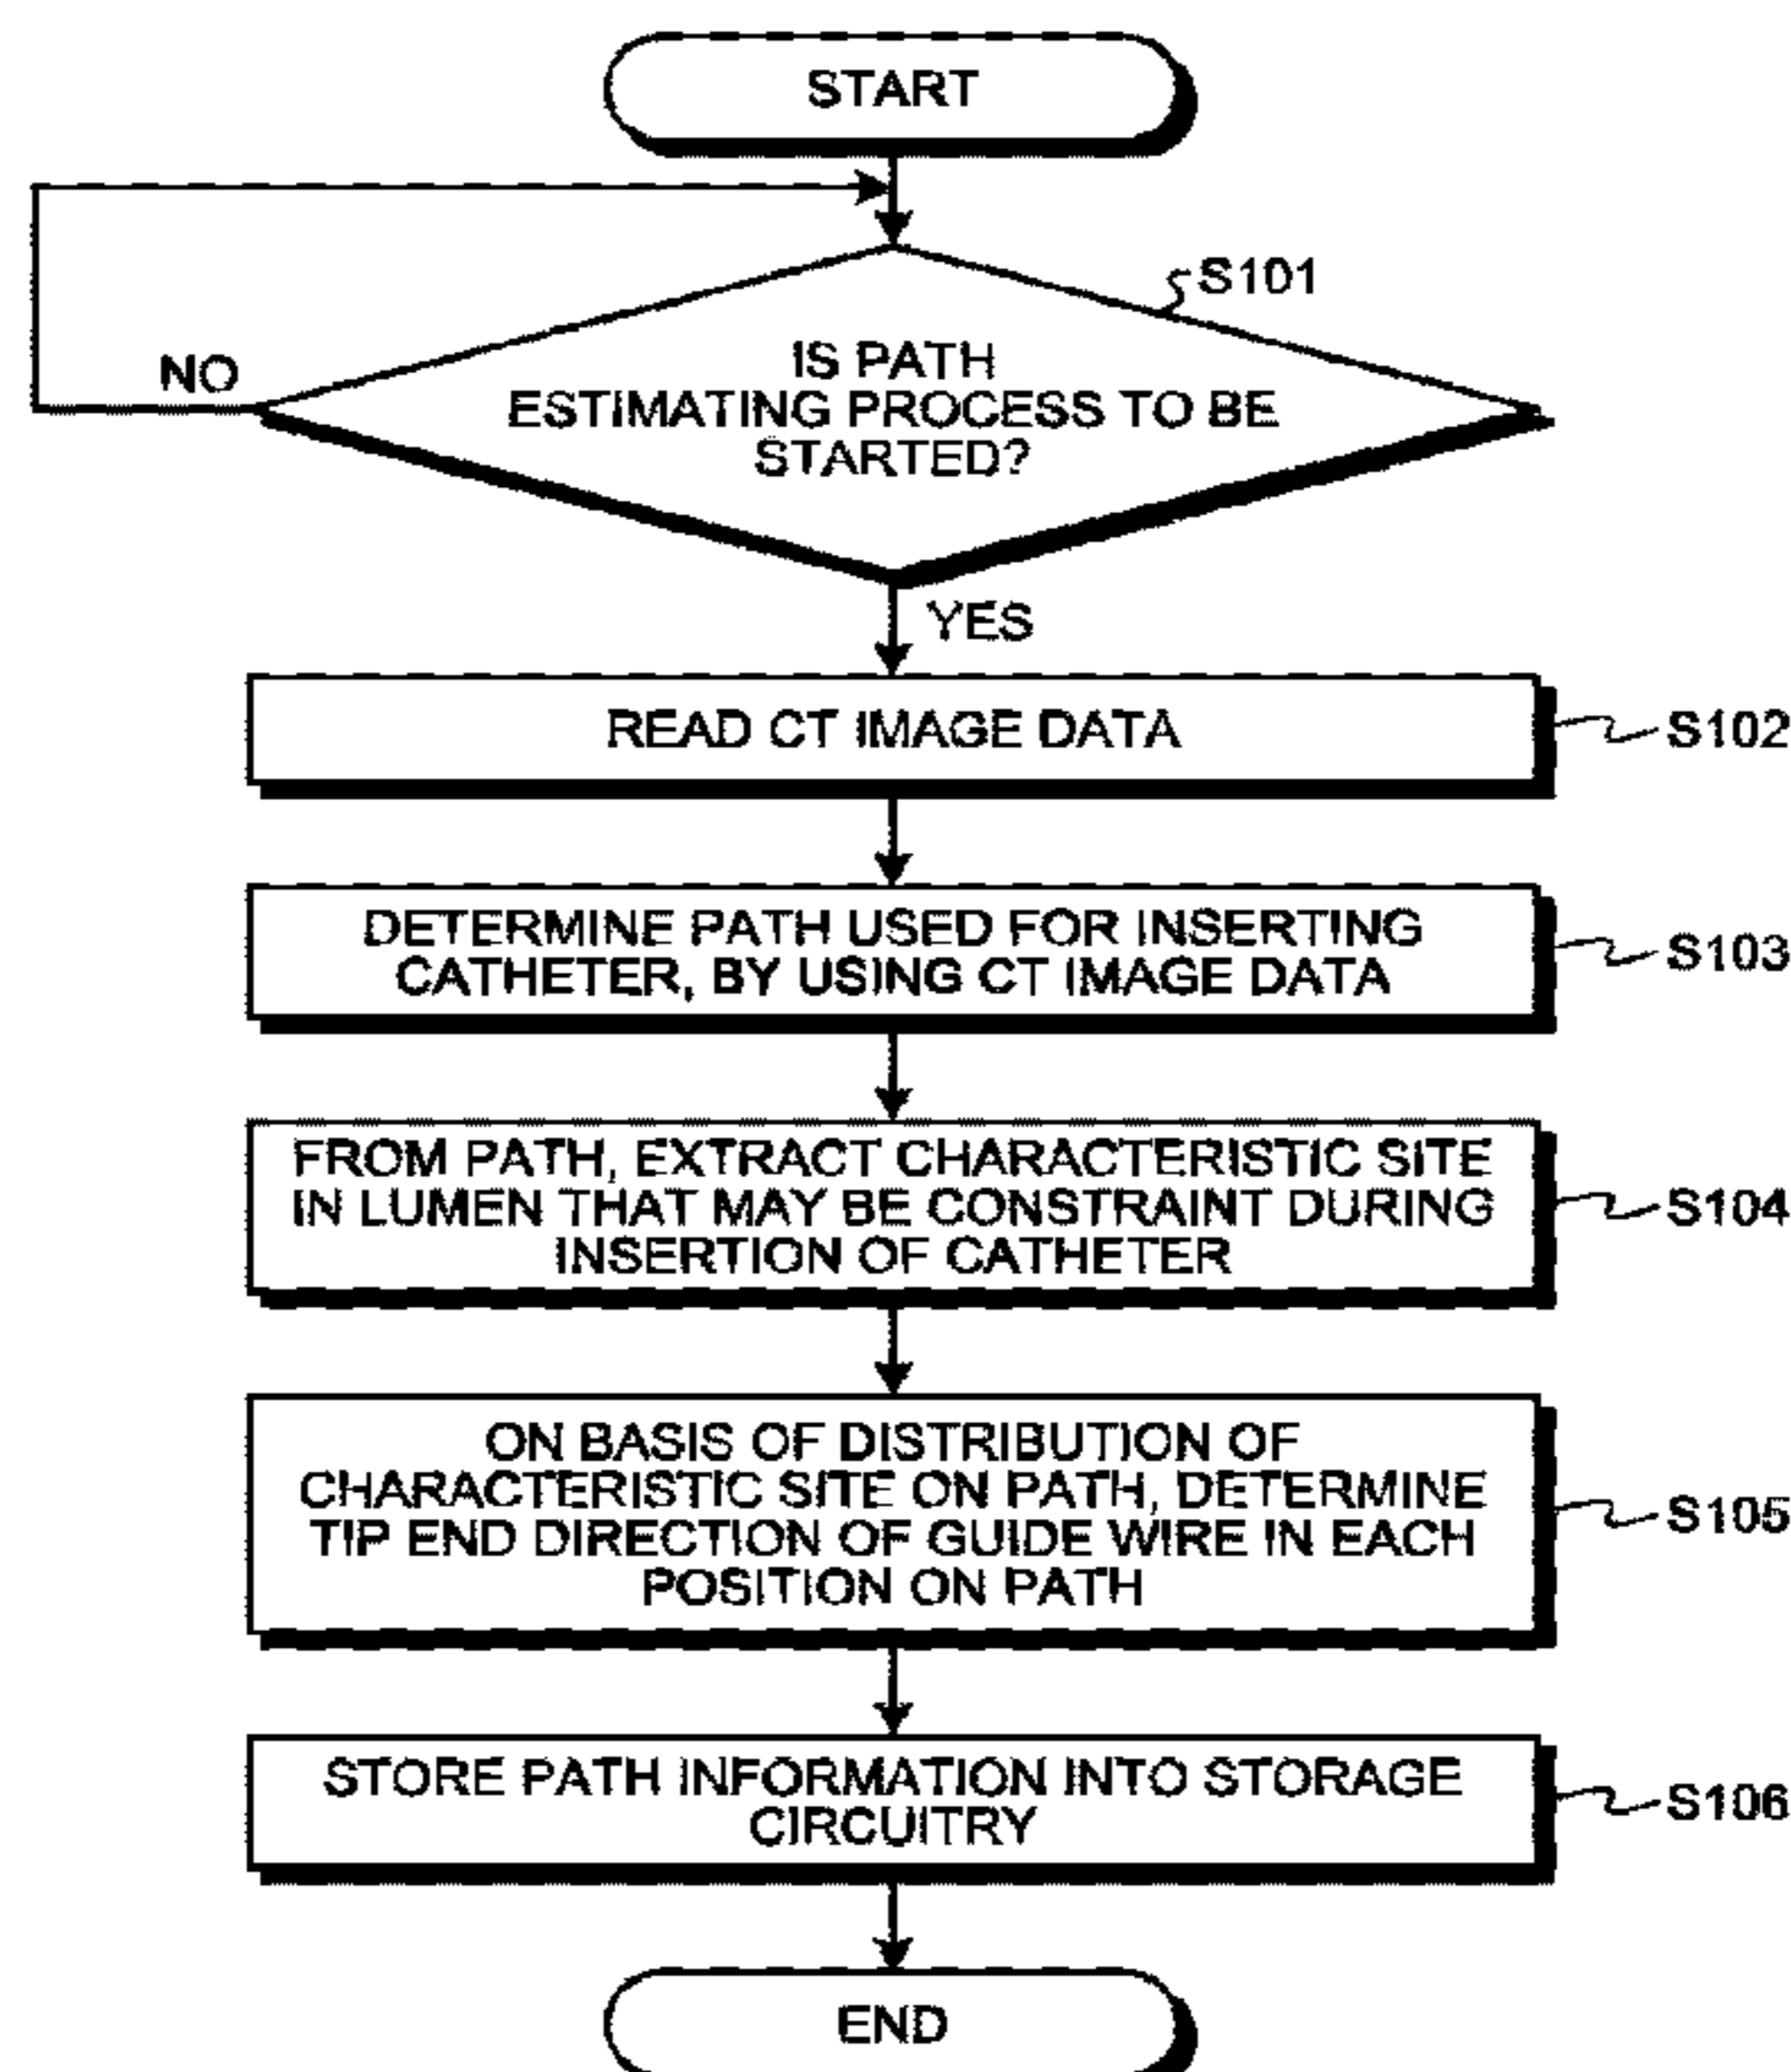 START
S101
IS PATH
ESTIMATING PROCESS TO BE
STARTED?
NO
YES
READ CT IMAGE DATA
S102
DETERMINE PATH USED FOR INSERTING
CATHETER, BY USING CT IMAGE DATA
S103
FROM PATH, EXTRACT CHARACTERISTIC SITE
IN LUMEN THAT MAY BE CONSTRAINT DURING
INSERTION OF CATHETER
S104
ON BASIS OF DISTRIBUTION OF
CHARACTERISTIC SITE ON PATH, DETERMINE
TIP END DIRECTION OF GUIDE WIRE IN EACH
POSITION ON PATH
S105
STORE PATH INFORMATION INTO STORAGE
CIRCUITRY
S106
END